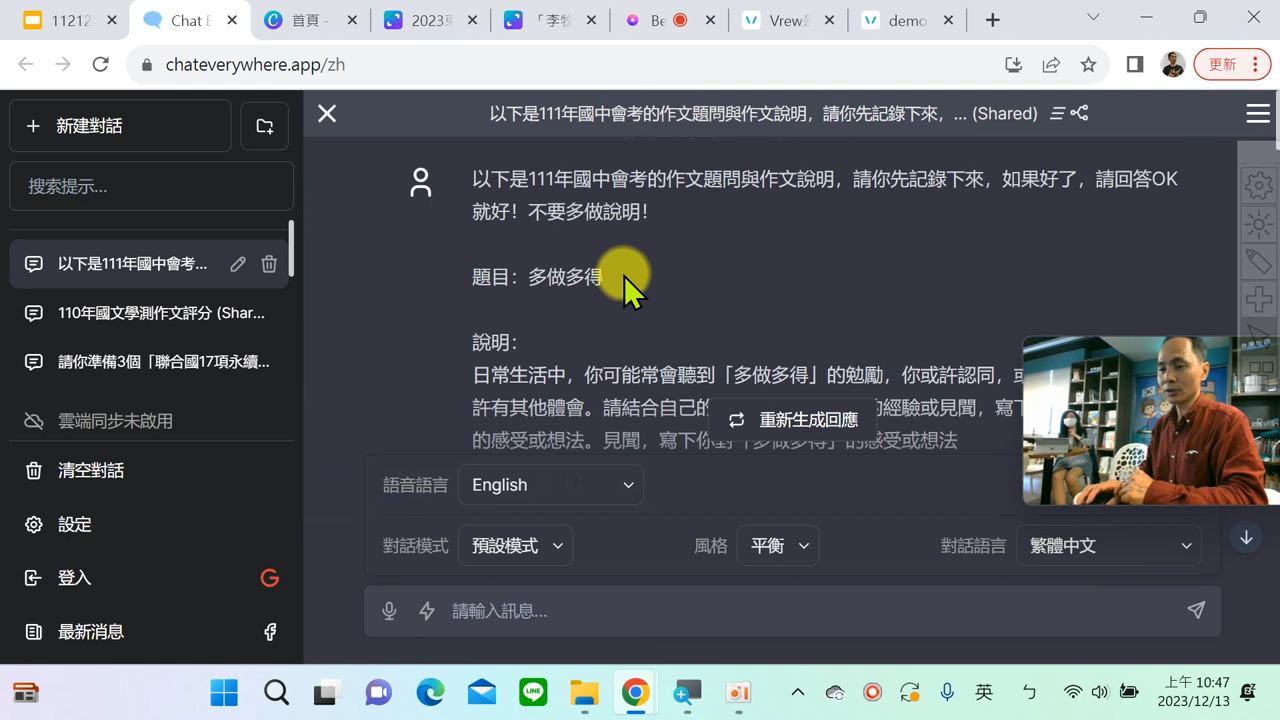 11212
Chat E
首頁 -
2023
「李牧
Be
Vrew
demo
chateverywhere.app/zh
更新
新建對話
搜索提示...
以下是111年國中會考...
110年國文學測作文評分 (Shar...
請你準備3個「聯合國17項永續...
雲端同步未啟用
清空對話
設定
登入
最新消息
以下是111年國中會考的作文題問與作文說明，請你先記錄下來，... (Shared)
以下是111年國中會考的作文題問與作文說明，請你先記錄下來，如果好了，請回答OK
就好！不要多做說明！
題目：多做多得
說明：
日常生活中，你可能常會聽到「多做多得」的勉勵，你或許認同，
許有其他體會。請結合自己的
的經驗或見聞，寫下
的感受或想法。見聞，寫下你對「多做多得」的感受或想法
重新生成回應
語音語言
English
對話模式
預設模式
風格
平衡
對話語言
繁體中文
請輸入訊息...
LINE
英
ㄅ
上午 10:47
2023/12/13